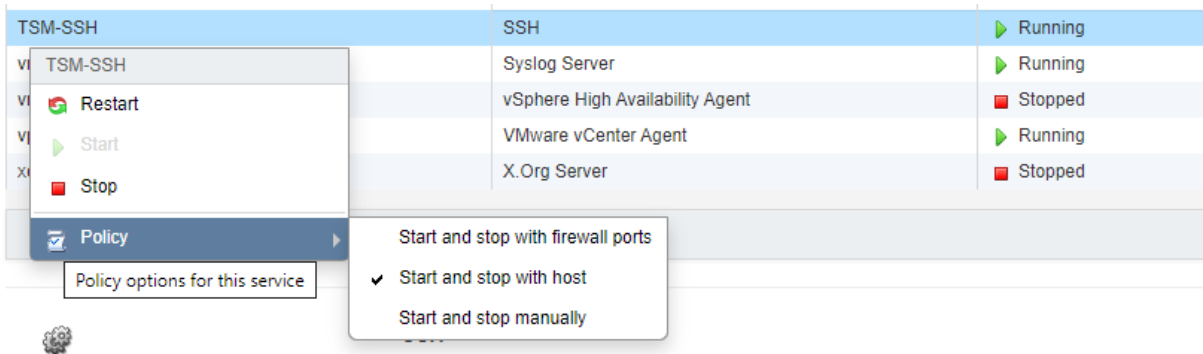 TSM-SSH SSH Running
TSM-SSH
Syslog Server Running
Restart
vSphere High Availability Agent Stopped
Start
VMware vCenter Agent Running
Stop
X.Org Server Stopped
Policy
Start and stop with firewall ports
Policy options for this service
Start and stop with host
Start and stop manually